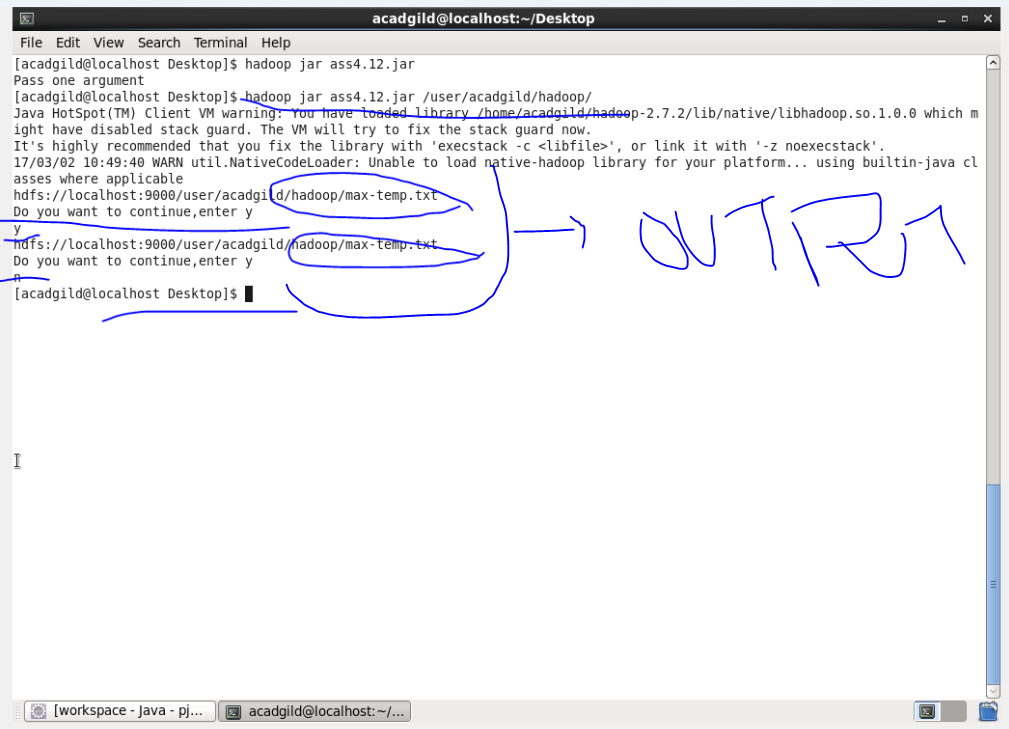 acadgild@localhost:~/Desktop
File Edit View Search Terminal Help
[acadgild@localhost Desktop]$ hadoop jar ass4.12.jar
Pass one argument
[acadgild@localhost Desktop]$ hadoop jar ass4.12.jar /user/acadgild/hadoop/
Java HotSpot(TM) Client VM warning: You have loaded library /home/acadgild/hadoop-2.7.2/lib/native/libhadoop.so.1.0.0 which m
ight have disabled stack guard. The VM will try to fix the stack guard now.
It's highly recommended that you fix the library with 'execstack -c <libfile>', or link it with '-z noexecstack'.
17/03/02 10:49:40 WARN util.NativeCodeLoader: Unable to load native-hadoop library for your platform... using builtin-java cl
asses where applicable
hdfs://localhost:9000/user/acadgild/hadoop/max-temp.txt
Do you want to continue,enter y
y
hdfs://localhost:9000/user/acadgild/hadoop/max-temp.txt
Do you want to continue,enter y
n
[acadgild@localhost Desktop]$
[workspace - Java - pj... acadgild@localhost:~/...